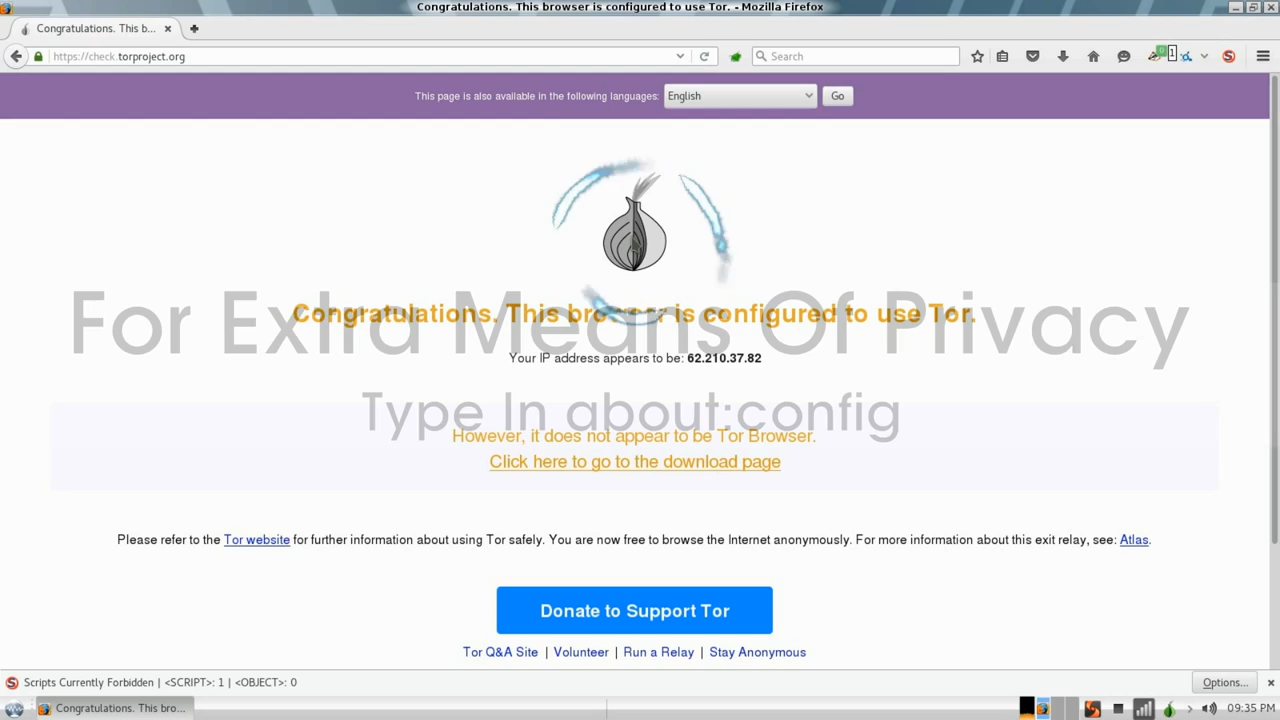 Congratulations. This browser is configured to use Tor. - Mozilla Firefox
Congratulations. This b...
https://check.torproject.org
Search
1
This page is also available in the following languages:
English
Go
For Extra Means Of Privacy
Congratulations. This browser is configured to use Tor.
Your IP address appears to be: 62.210.37.82
Type In about:config
However, it does not appear to be Tor Browser.
Click here to go to the download page
Please refer to the Tor website for further information about using Tor safely. You are now free to browse the Internet anonymously. For more information about this exit relay, see: Atlas.
Donate to Support Tor
Tor Q&A Site | Volunteer | Run a Relay | Stay Anonymous
Scripts Currently Forbidden | <SCRIPT>: 1 | <OBJECT>: 0
Options...
Congratulations. This bro...
09:35 PM